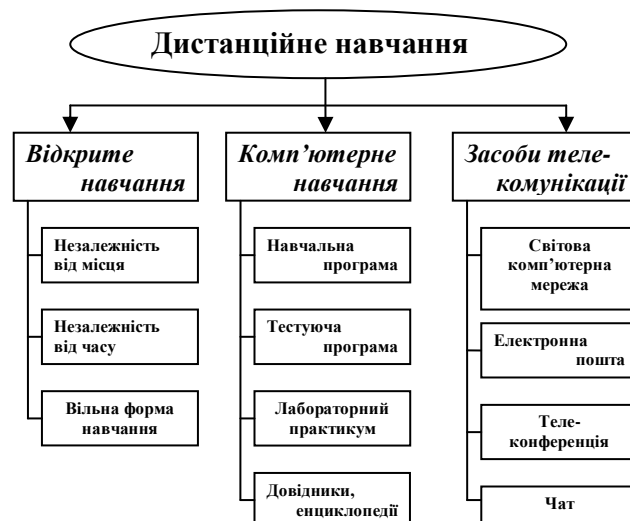 Дистанційне навчання
Відкрите
навчання
Незалежність
від місця
Незалежність
від часу
Вільна форма
навчання
Комп’ютерне
навчання
Навчальна
програма
Тестуюча
програма
Лабораторний
практикум
Довідники,
енциклопедії
Засоби теле-
комунікації
Світова
комп’ютерна
мережа
Електронна
пошта
Теле-
конференція
Чат